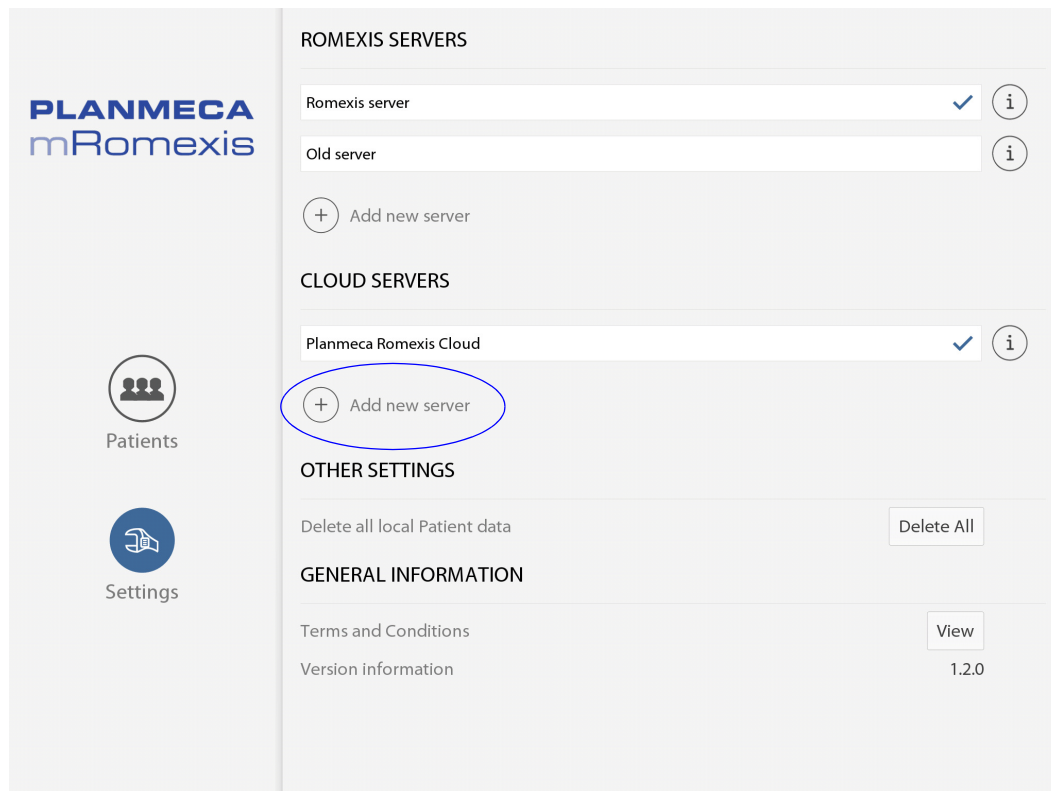 PLANMECA
mRomexis
Patients
Settings
ROMEXIS SERVERS
Romexis server
Old server
Add new server
CLOUD SERVERS
Planmeca Romexis Cloud
Add new server
OTHER SETTINGS
Delete all local Patient data
Delete All
GENERAL INFORMATION
Terms and Conditions
View
Version information
1.2.0